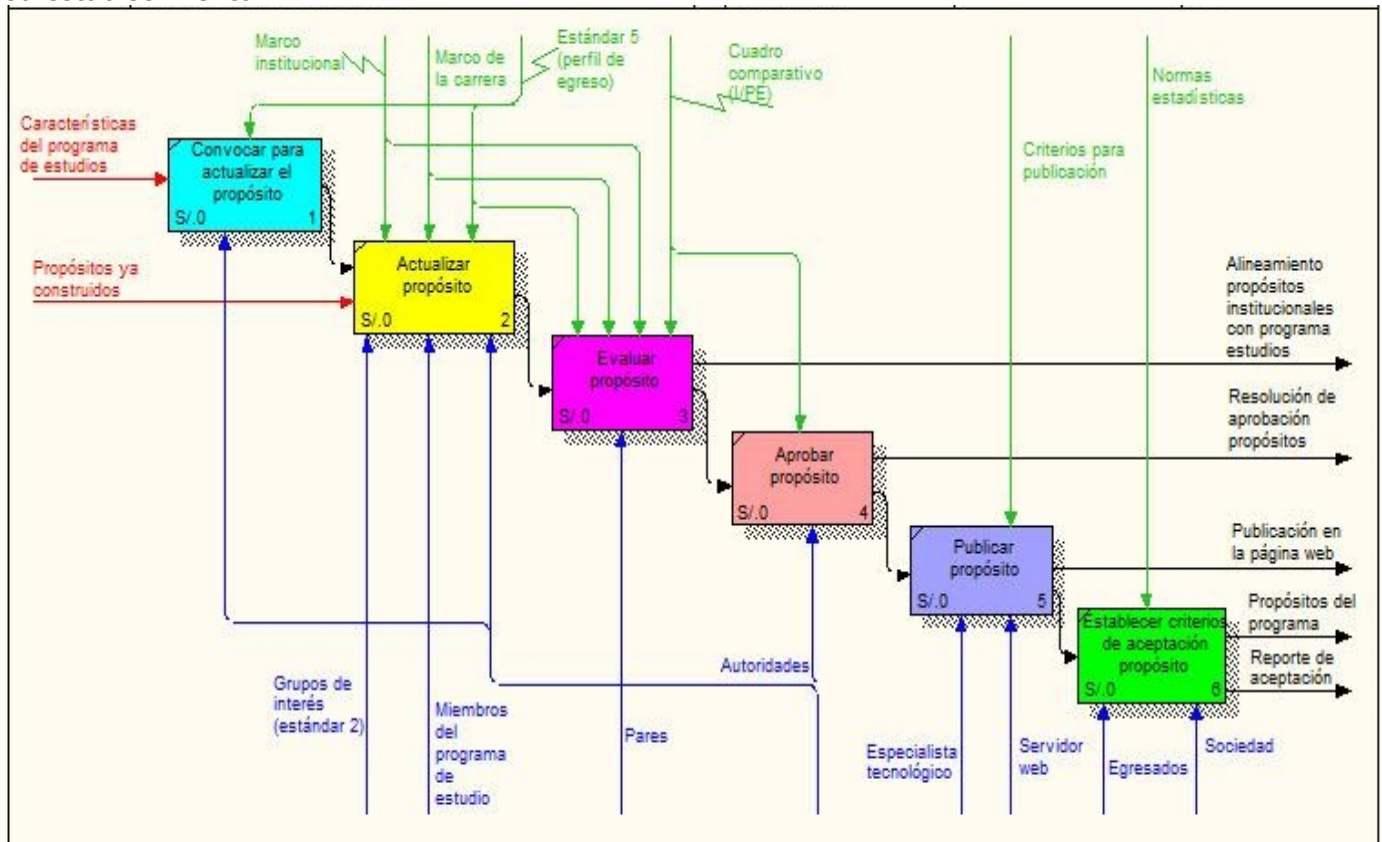 Marco
institucional
Marco de
la carrera
Estándar 5
(perfil de
egreso)
Cuadro
comparativo
(I/PE)
Normas
estadísticas
Características
del programa
de estudios
Convocar para
actualizar el
propósito
S/.0 1
Criterios para
publicación
Propósitos ya
construidos
Actualizar
propósito
S/.0 2
Alineamiento
propósitos
institucionales
con programa
estudios
Evaluar
propósito
S/.0 3
Resolución de
aprobación
propósitos
Aprobar
propósito
S/.0 4
Publicación en
la página web
Publicar
propósito
S/.0 5
Propósitos del
programa
Establecer criterios
de aceptación
propósito
S/.0 6
Reporte de
aceptación
Autoridades
Grupos de
interés
(estándar 2)
Miembros
del
programa
de
estudio
Pares
Especialista
tecnológico
Servidor
web
Egresados
Sociedad